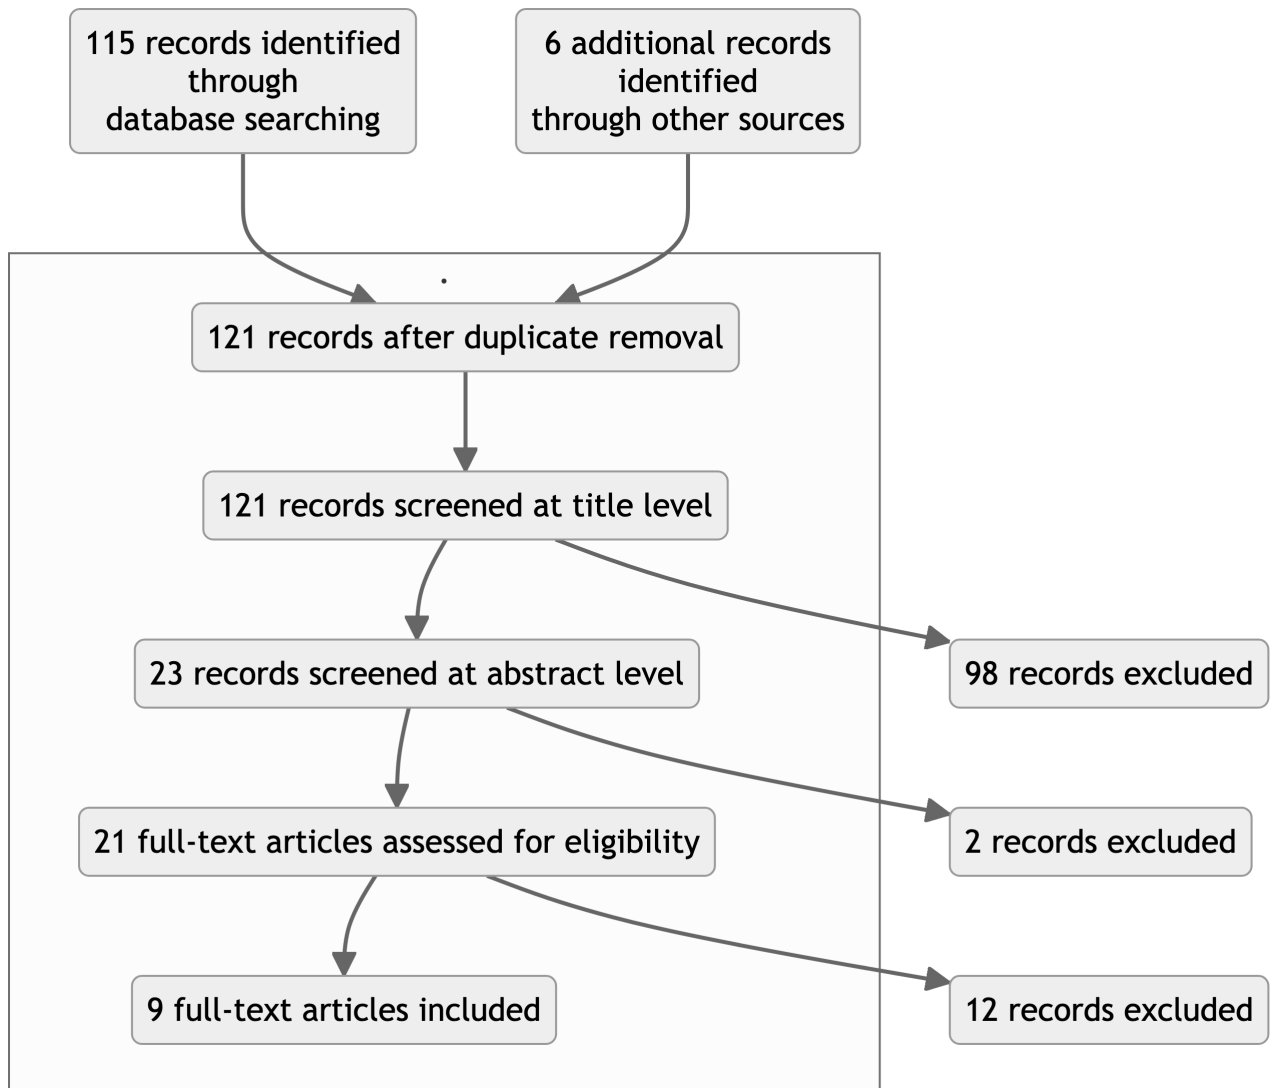 115 records identified
through
database searching
6 additional records
identified
through other sources
.
121 records after duplicate removal
121 records screened at title level
23 records screened at abstract level
98 records excluded
21 full-text articles assessed for eligibility
2 records excluded
9 full-text articles included
12 records excluded